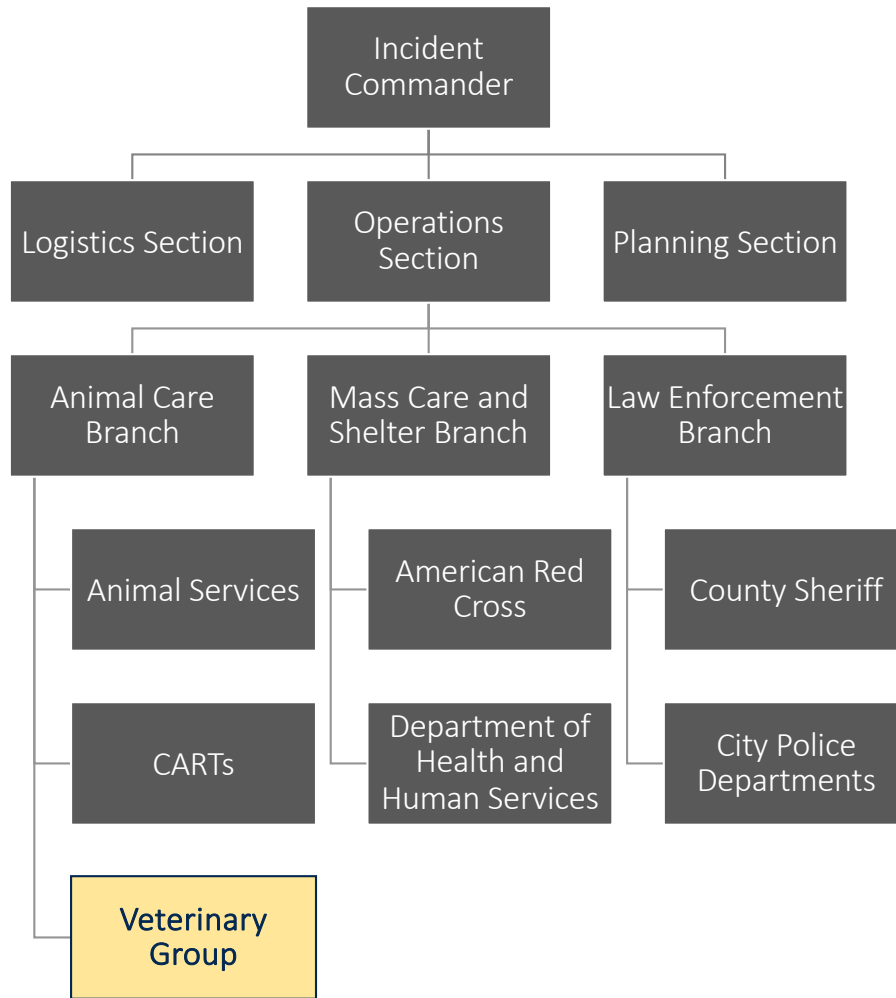 Incident
Commander
Logistics Section
Operations
Section
Planning Section
Animal Care
Branch
Mass Care and
Shelter Branch
Law Enforcement
Branch
Animal Services
American Red
Cross
County Sheriff
CARTs
Department of
Health and
Human Services
City Police
Departments
Veterinary
Group